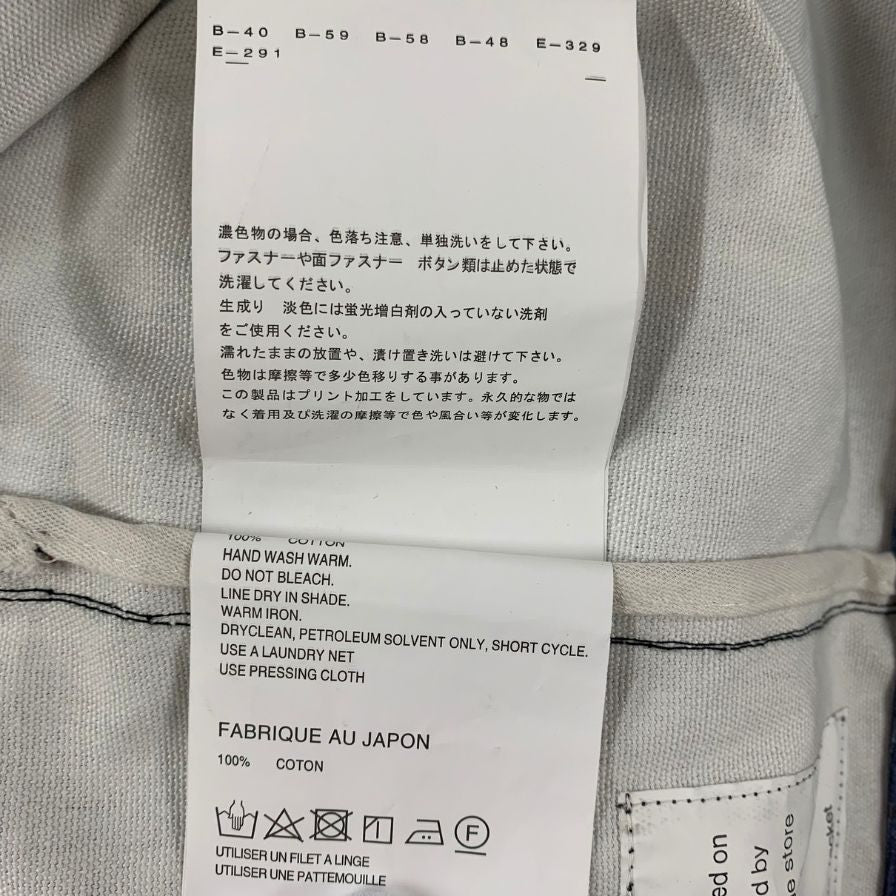 B－40 B－59 B－58 B－48 E－329
E－291
濃色物の場合、色落ち注意、単独洗いをして下さい。
ファスナーや面ファスナー ボタン類は止めた状態で
洗濯してください。
生成り 淡色には蛍光増白剤の入っていない洗剤
をご使用ください。
濡れたままの放置や、漬け置き洗いは避けて下さい。
色物は摩擦等で多少色移りする事があります。
この製品はプリント加工をしています。永久的な物では
なく着用及び洗濯の摩擦等で色や風合い等が変化します。
100% COTTON
HAND WASH WARM.
DO NOT BLEACH.
LINE DRY IN SHADE.
WARM IRON.
DRYCLEAN, PETROLEUM SOLVENT ONLY, SHORT CYCLE.
USE A LAUNDRY NET
USE PRESSING CLOTH
FABRIQUE AU JAPON
100% COTON
F
UTILISER UN FILET A LINGE
UTILISER UNE PATTEMOUILLE
ed on
d by
e store